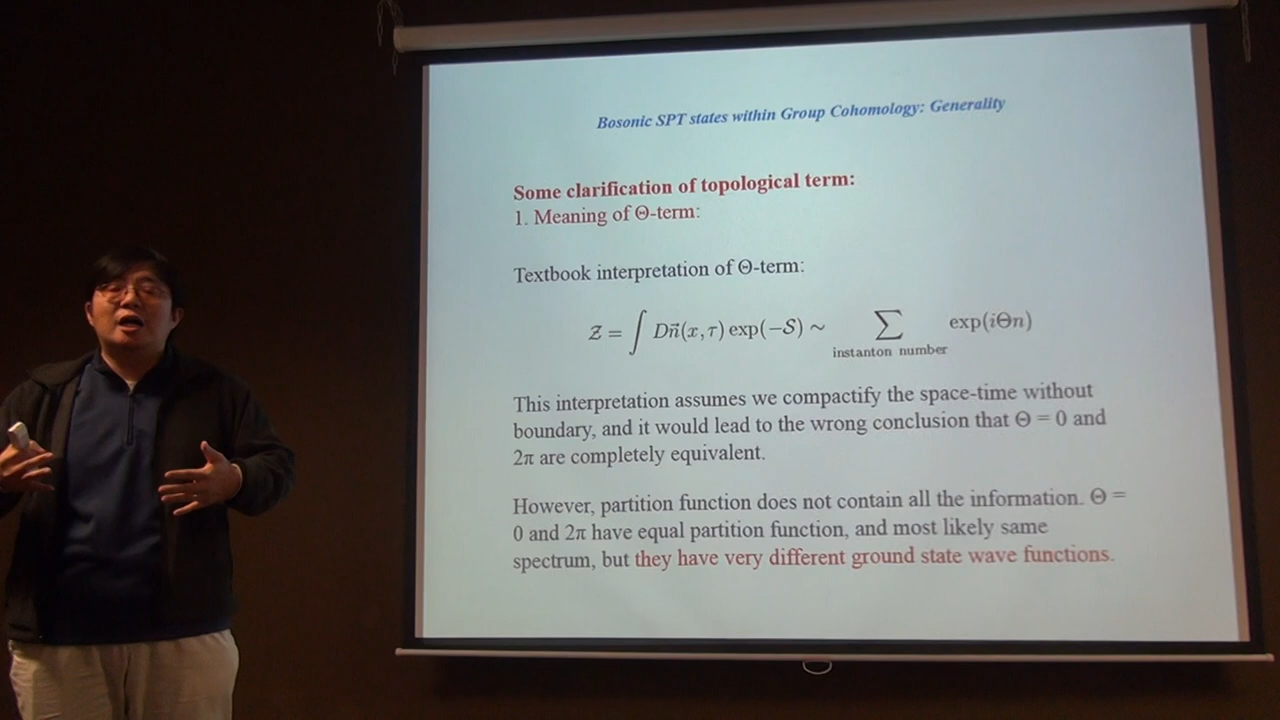 Bosonic SPT states within Group Cohomology: Generality
Some clarification of topological term:
1. Meaning of Θ-term:
Textbook interpretation of Θ-term:
𝒵 = ∫ Dn⃗(x, τ) exp(−𝒮) ∼ ∑ exp(iΘn)
instanton number
This interpretation assumes we compactify the space-time without
boundary, and it would lead to the wrong conclusion that Θ = 0 and
2π are completely equivalent.
However, partition function does not contain all the information. Θ =
0 and 2π have equal partition function, and most likely same
spectrum, but they have very different ground state wave functions.